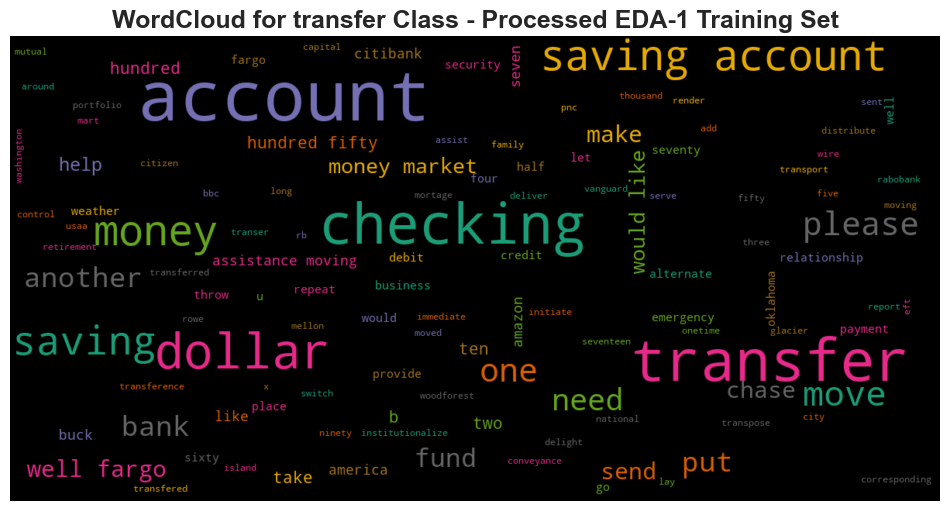 WordCloud for transfer Class - Processed EDA-1 Training Set
mutual
fargo
capital
citibank
security
seven
saving account
around
hundred
portfolio
mart
account
thousand
render
pnc
sent
well
washington
help
citizen
hundred fifty
assist
family
make
add
distribute
money market
half
let
seventy
wire
transport
rabobank
four
bbc
long
mortage
deliver
vanguard
serve
would like
fifty
five
moving
control
weather
usaa
money
transer
rb
checking
please
three
retirement
assistance moving
debit
credit
relationship
another
transferred
throw
u
repeat
business
alternate
oklahoma
report
eft
rowe
mellon
would
immediate
moved
amazon
initiate
emergency
onetime
glacier
payment
saving
dollar
ten
seventeen
transfer
transference
x
switch
provide
one
woodforest
need
chase
move
buck
bank
like
place
b
two
national
transpose
city
ninety
institutionalize
delight
well fargo
sixty
island
take
america
fund
conveyance
send
put
lay
go
transfered
corresponding